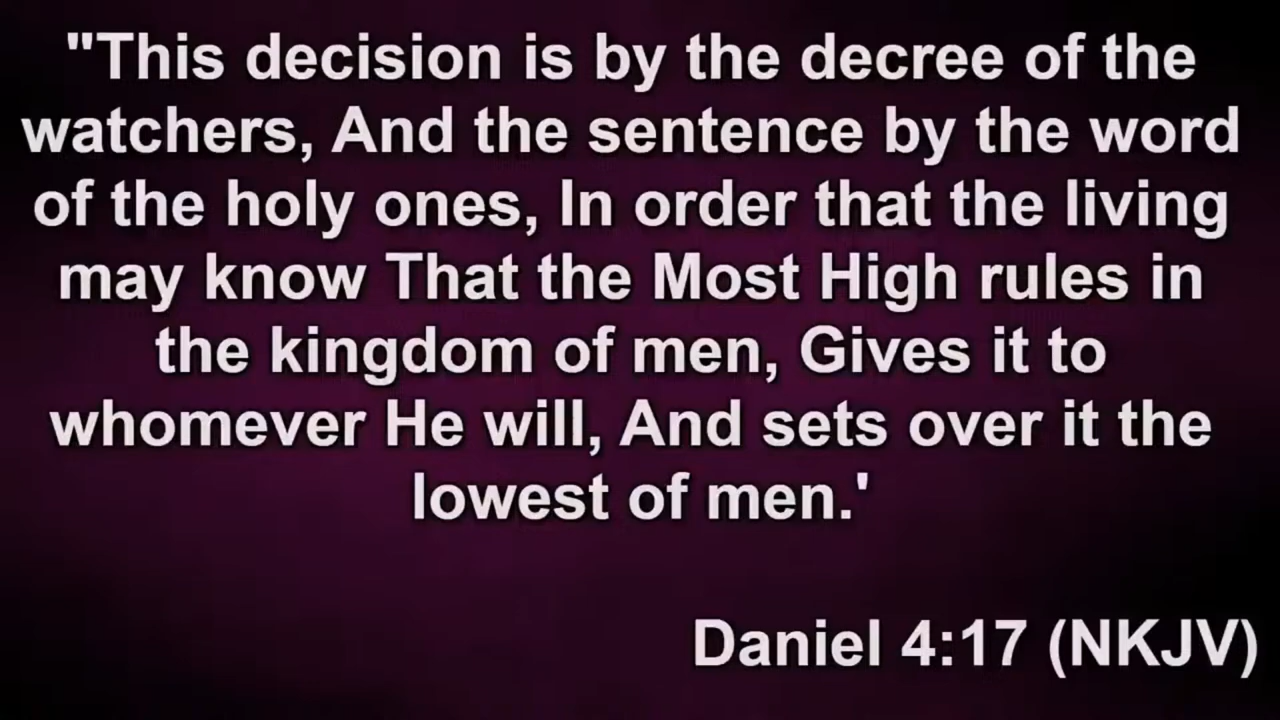 "This decision is by the decree of the
watchers, And the sentence by the word
of the holy ones, In order that the living
may know That the Most High rules in
the kingdom of men, Gives it to
whomever He will, And sets over it the
lowest of men.'
Daniel 4:17 (NKJV)